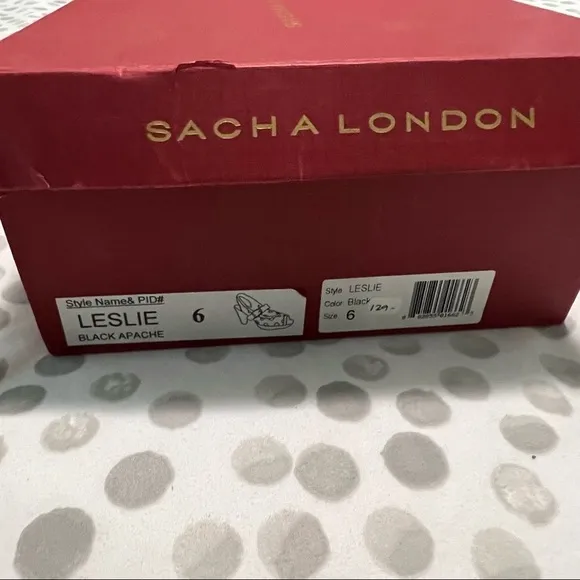 SACHA LONDON
Style Name& PID#
LESLIE 6
BLACK APACHE
Style LESLIE
Color Black
Size 6 129.-